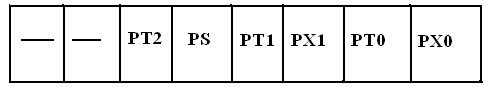 — — PT2 PS PT1 PX1 PT0 PX0